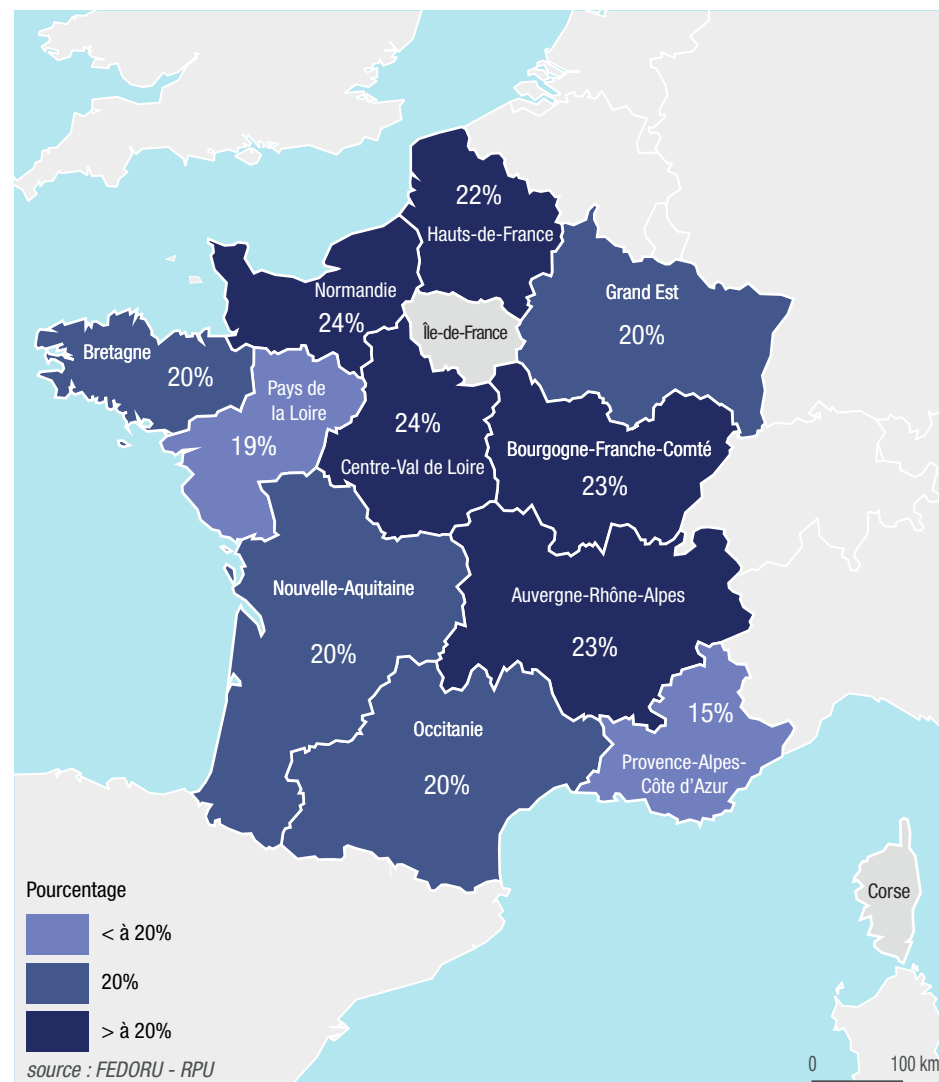 22%
Hauts-de-France
Normandie
24%
Île-de-France
Grand Est
20%
Bretagne
20%
Pays de
la Loire
19%
24%
Centre-Val de Loire
Bourgogne-Franche-Comté
23%
Nouvelle-Aquitaine
20%
Auvergne-Rhône-Alpes
23%
Occitanie
20%
15%
Provence-Alpes-
Côte d'Azur
Corse
Pourcentage
< à 20%
20%
> à 20%
source : FEDORU - RPU
0 100 km